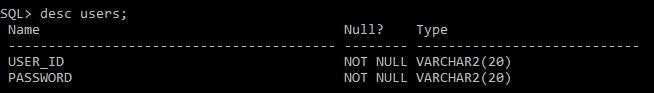 SQL> desc users;
Name Null? Type
----------------------------------------- -------- ----------------------------
USER_ID NOT NULL VARCHAR2(20)
PASSWORD NOT NULL VARCHAR2(20)